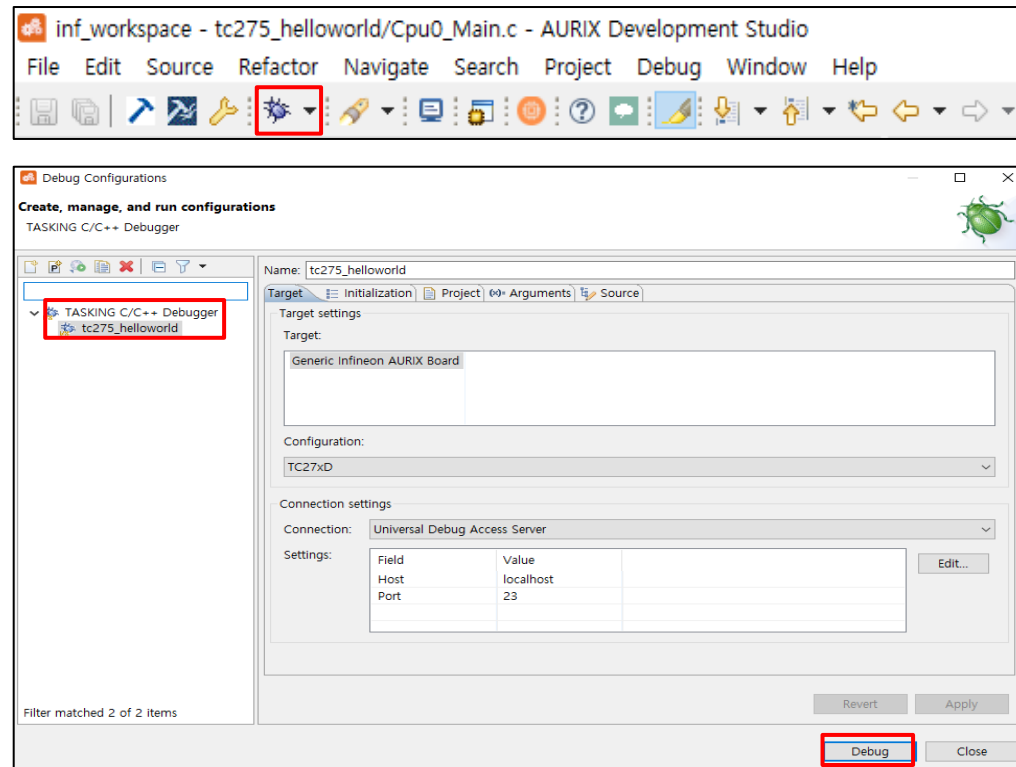 inf_workspace - tc275_helloworld/Cpu0_Main.c - AURIX Development Studio
File Edit Source Refactor Navigate Search Project Debug Window Help
Debug Configurations
Create, manage, and run configurations
TASKING C/C++ Debugger
Name: tc275_helloworld
Target Initialization Project Arguments Source
TASKING C/C++ Debugger
tc275_helloworld
Target settings
Target:
Generic Infineon AURIX Board
Configuration:
TC27xD
Connection settings
Connection: Universal Debug Access Server
Settings:
Field Value
Edit...
Host localhost
Port 23
Revert Apply
Filter matched 2 of 2 items
Debug Close